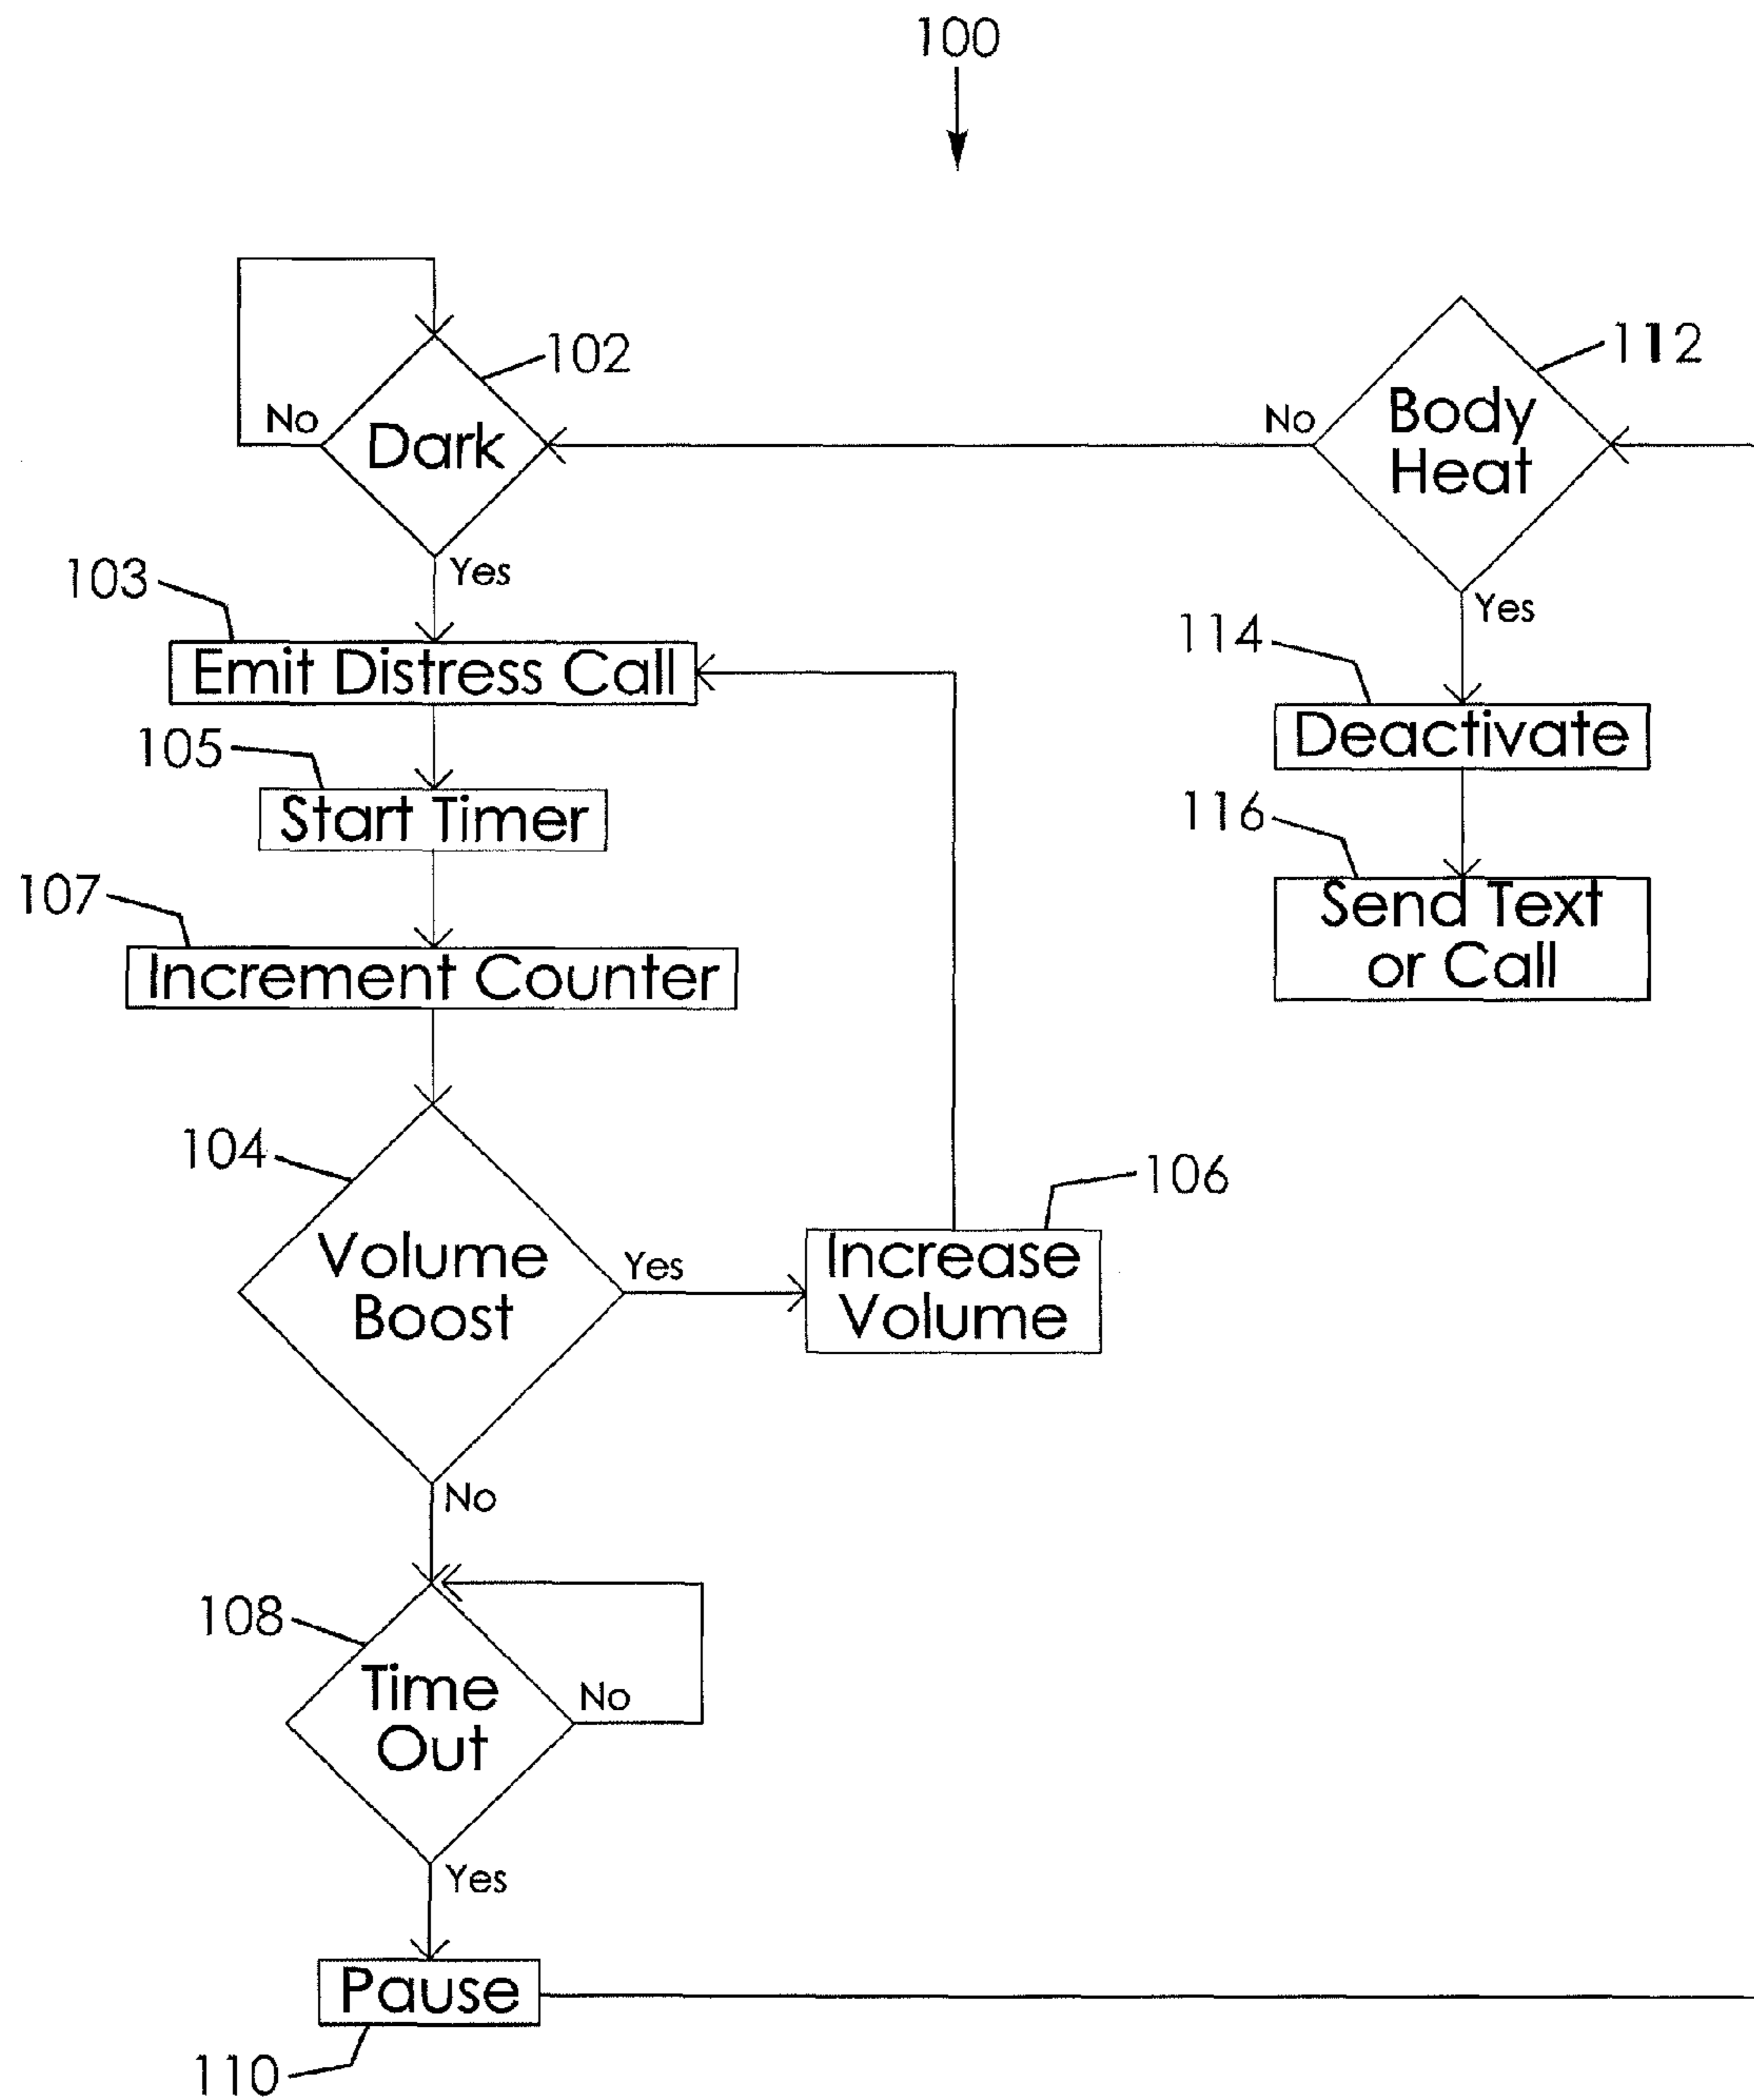 100
102
112
No
Dark
No
Body
Heat
Yes
103
Yes
Emit Distress Call
114
Deactivate
105
Start Timer
116
Send Text
or Call
107
Increment Counter
104
106
Volume
Boost
Yes
Increase
Volume
No
108
Time
Out
No
Yes
Pause
110